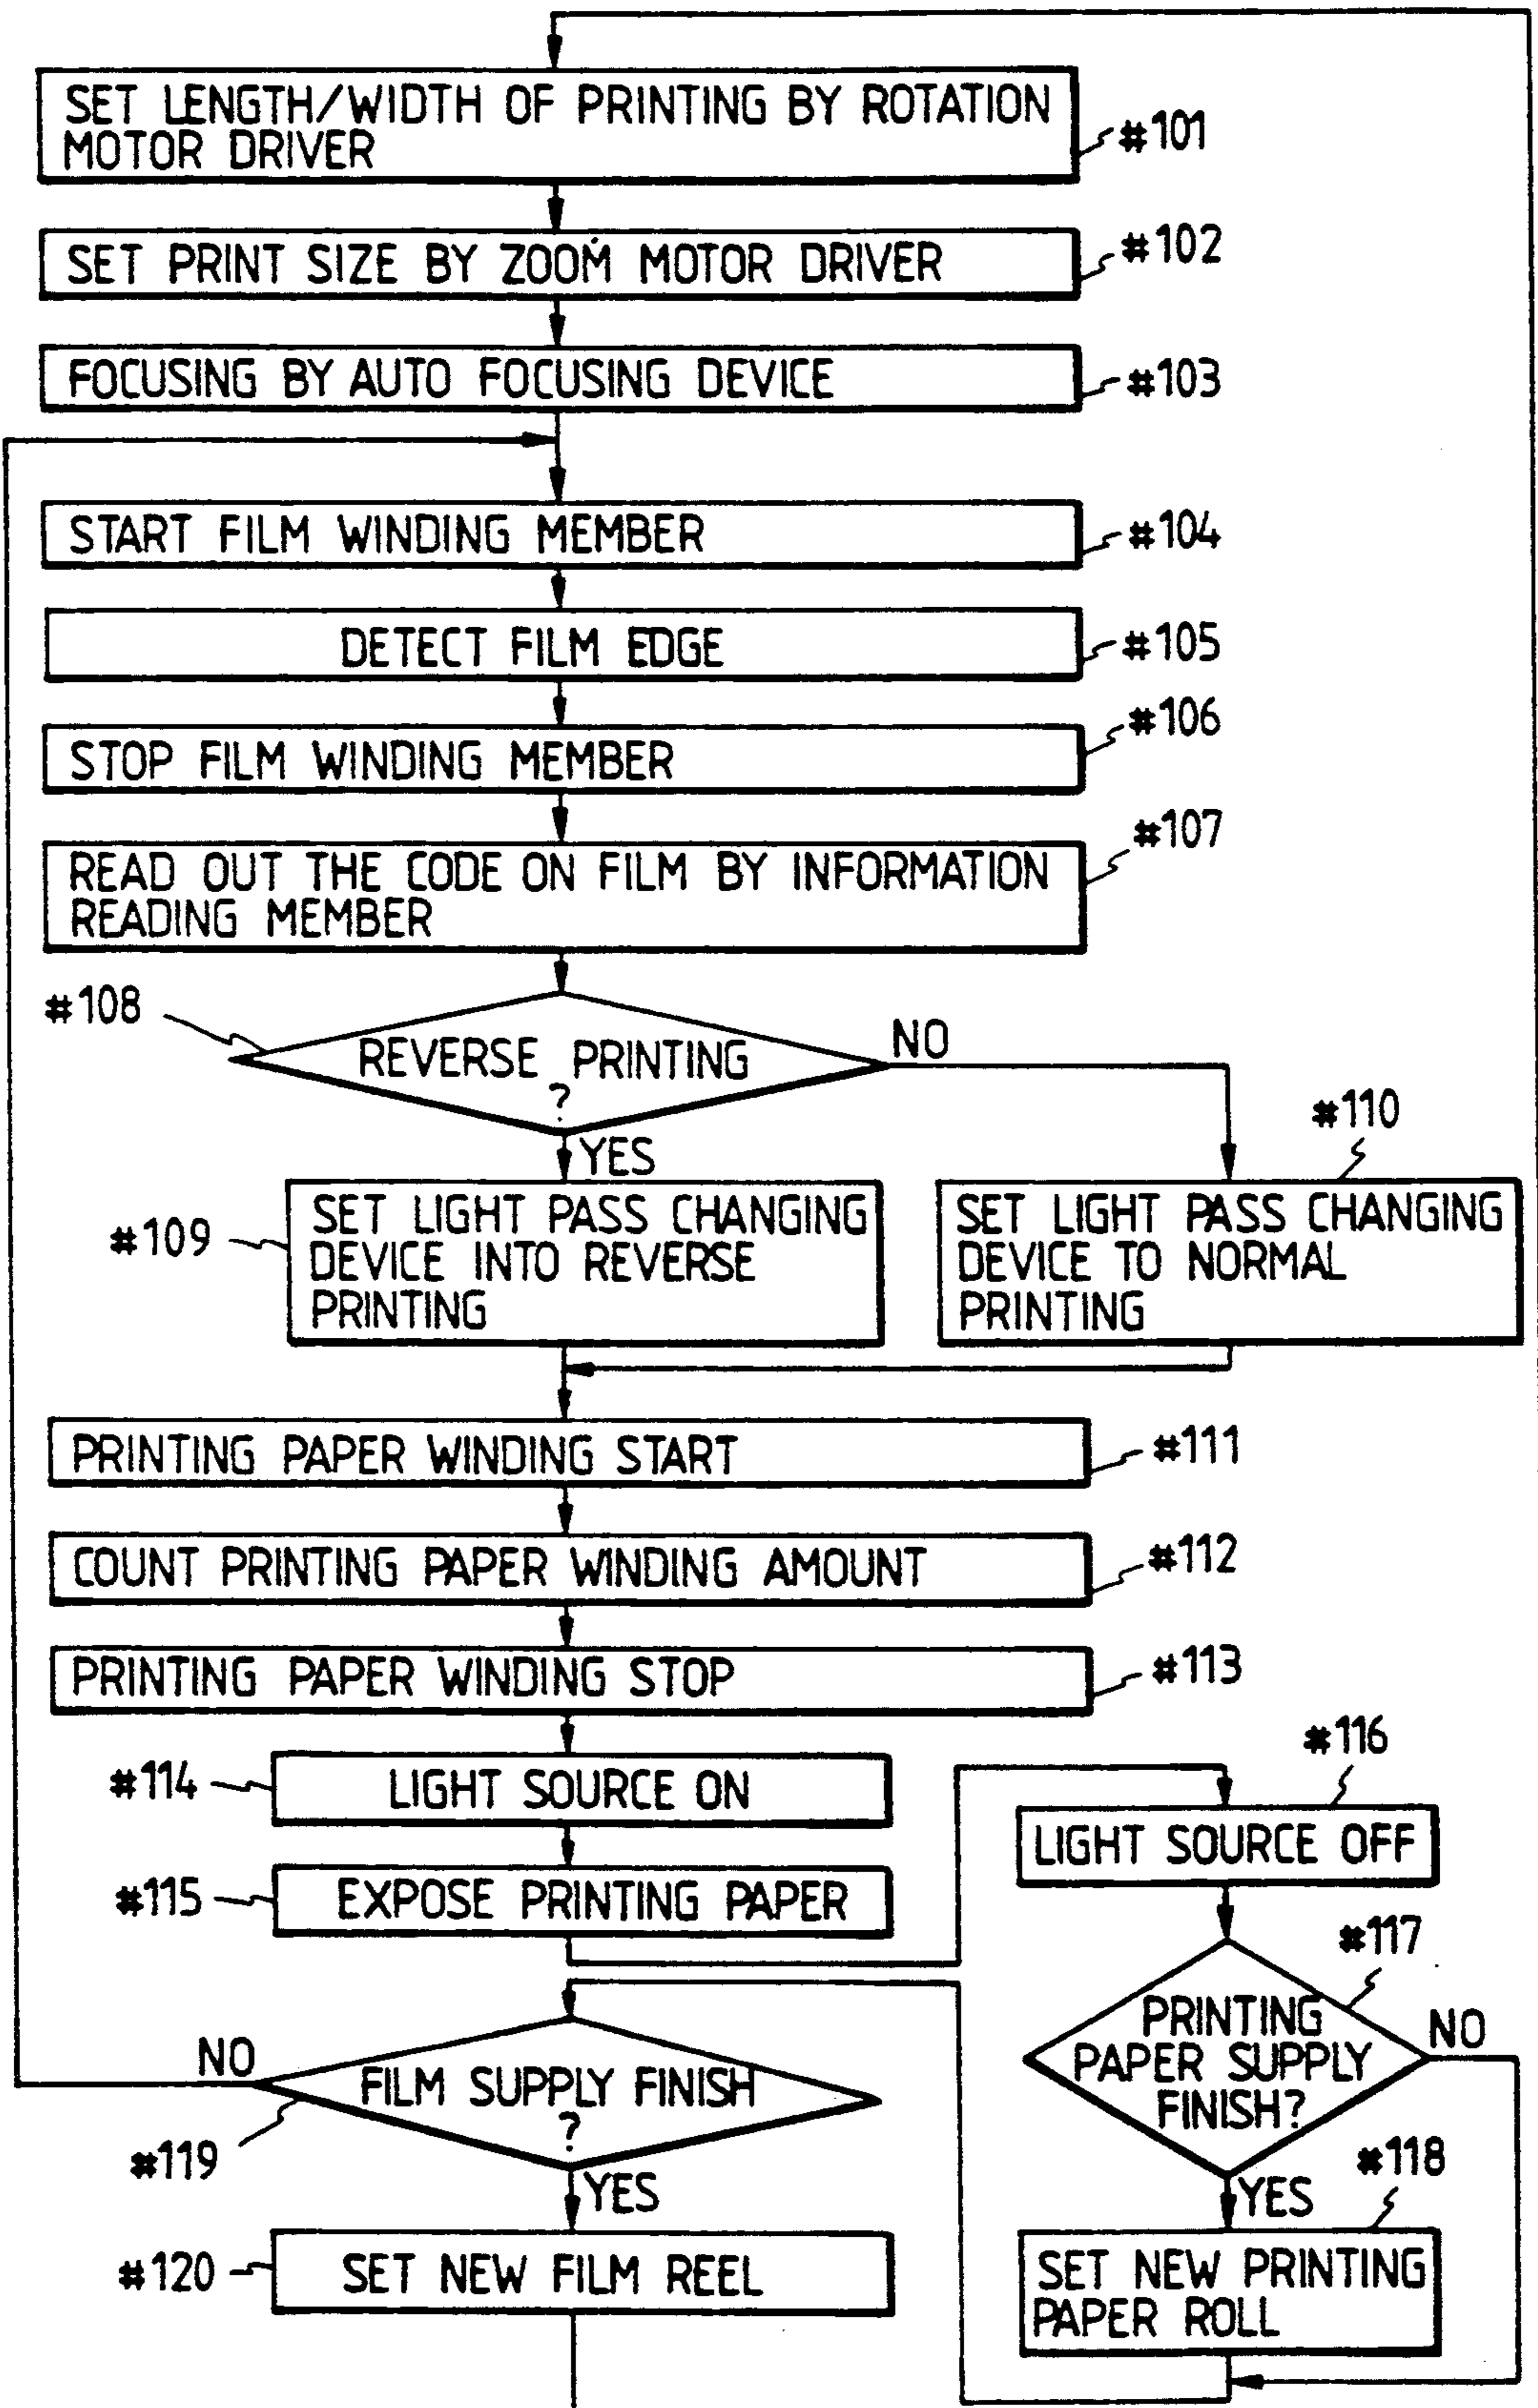 SET LENGTH/WIDTH OF PRINTING BY ROTATION
MOTOR DRIVER
#101
SET PRINT SIZE BY ZOOM MOTOR DRIVER
#102
FOCUSING BY AUTO FOCUSING DEVICE
#103
START FILM WINDING MEMBER
#104
DETECT FILM EDGE
#105
STOP FILM WINDING MEMBER
#106
READ OUT THE CODE ON FILM BY INFORMATION
READING MEMBER
#107
#108
REVERSE PRINTING
?
NO
YES
#109
SET LIGHT PASS CHANGING
DEVICE INTO REVERSE
PRINTING
#110
SET LIGHT PASS CHANGING
DEVICE TO NORMAL
PRINTING
PRINTING PAPER WINDING START
#111
COUNT PRINTING PAPER WINDING AMOUNT
#112
PRINTING PAPER WINDING STOP
#113
#114
LIGHT SOURCE ON
#115
EXPOSE PRINTING PAPER
#116
LIGHT SOURCE OFF
#117
PRINTING
PAPER SUPPLY
FINISH?
NO
YES
#118
SET NEW PRINTING
PAPER ROLL
NO
FILM SUPPLY FINISH
?
#119
YES
#120
SET NEW FILM REEL